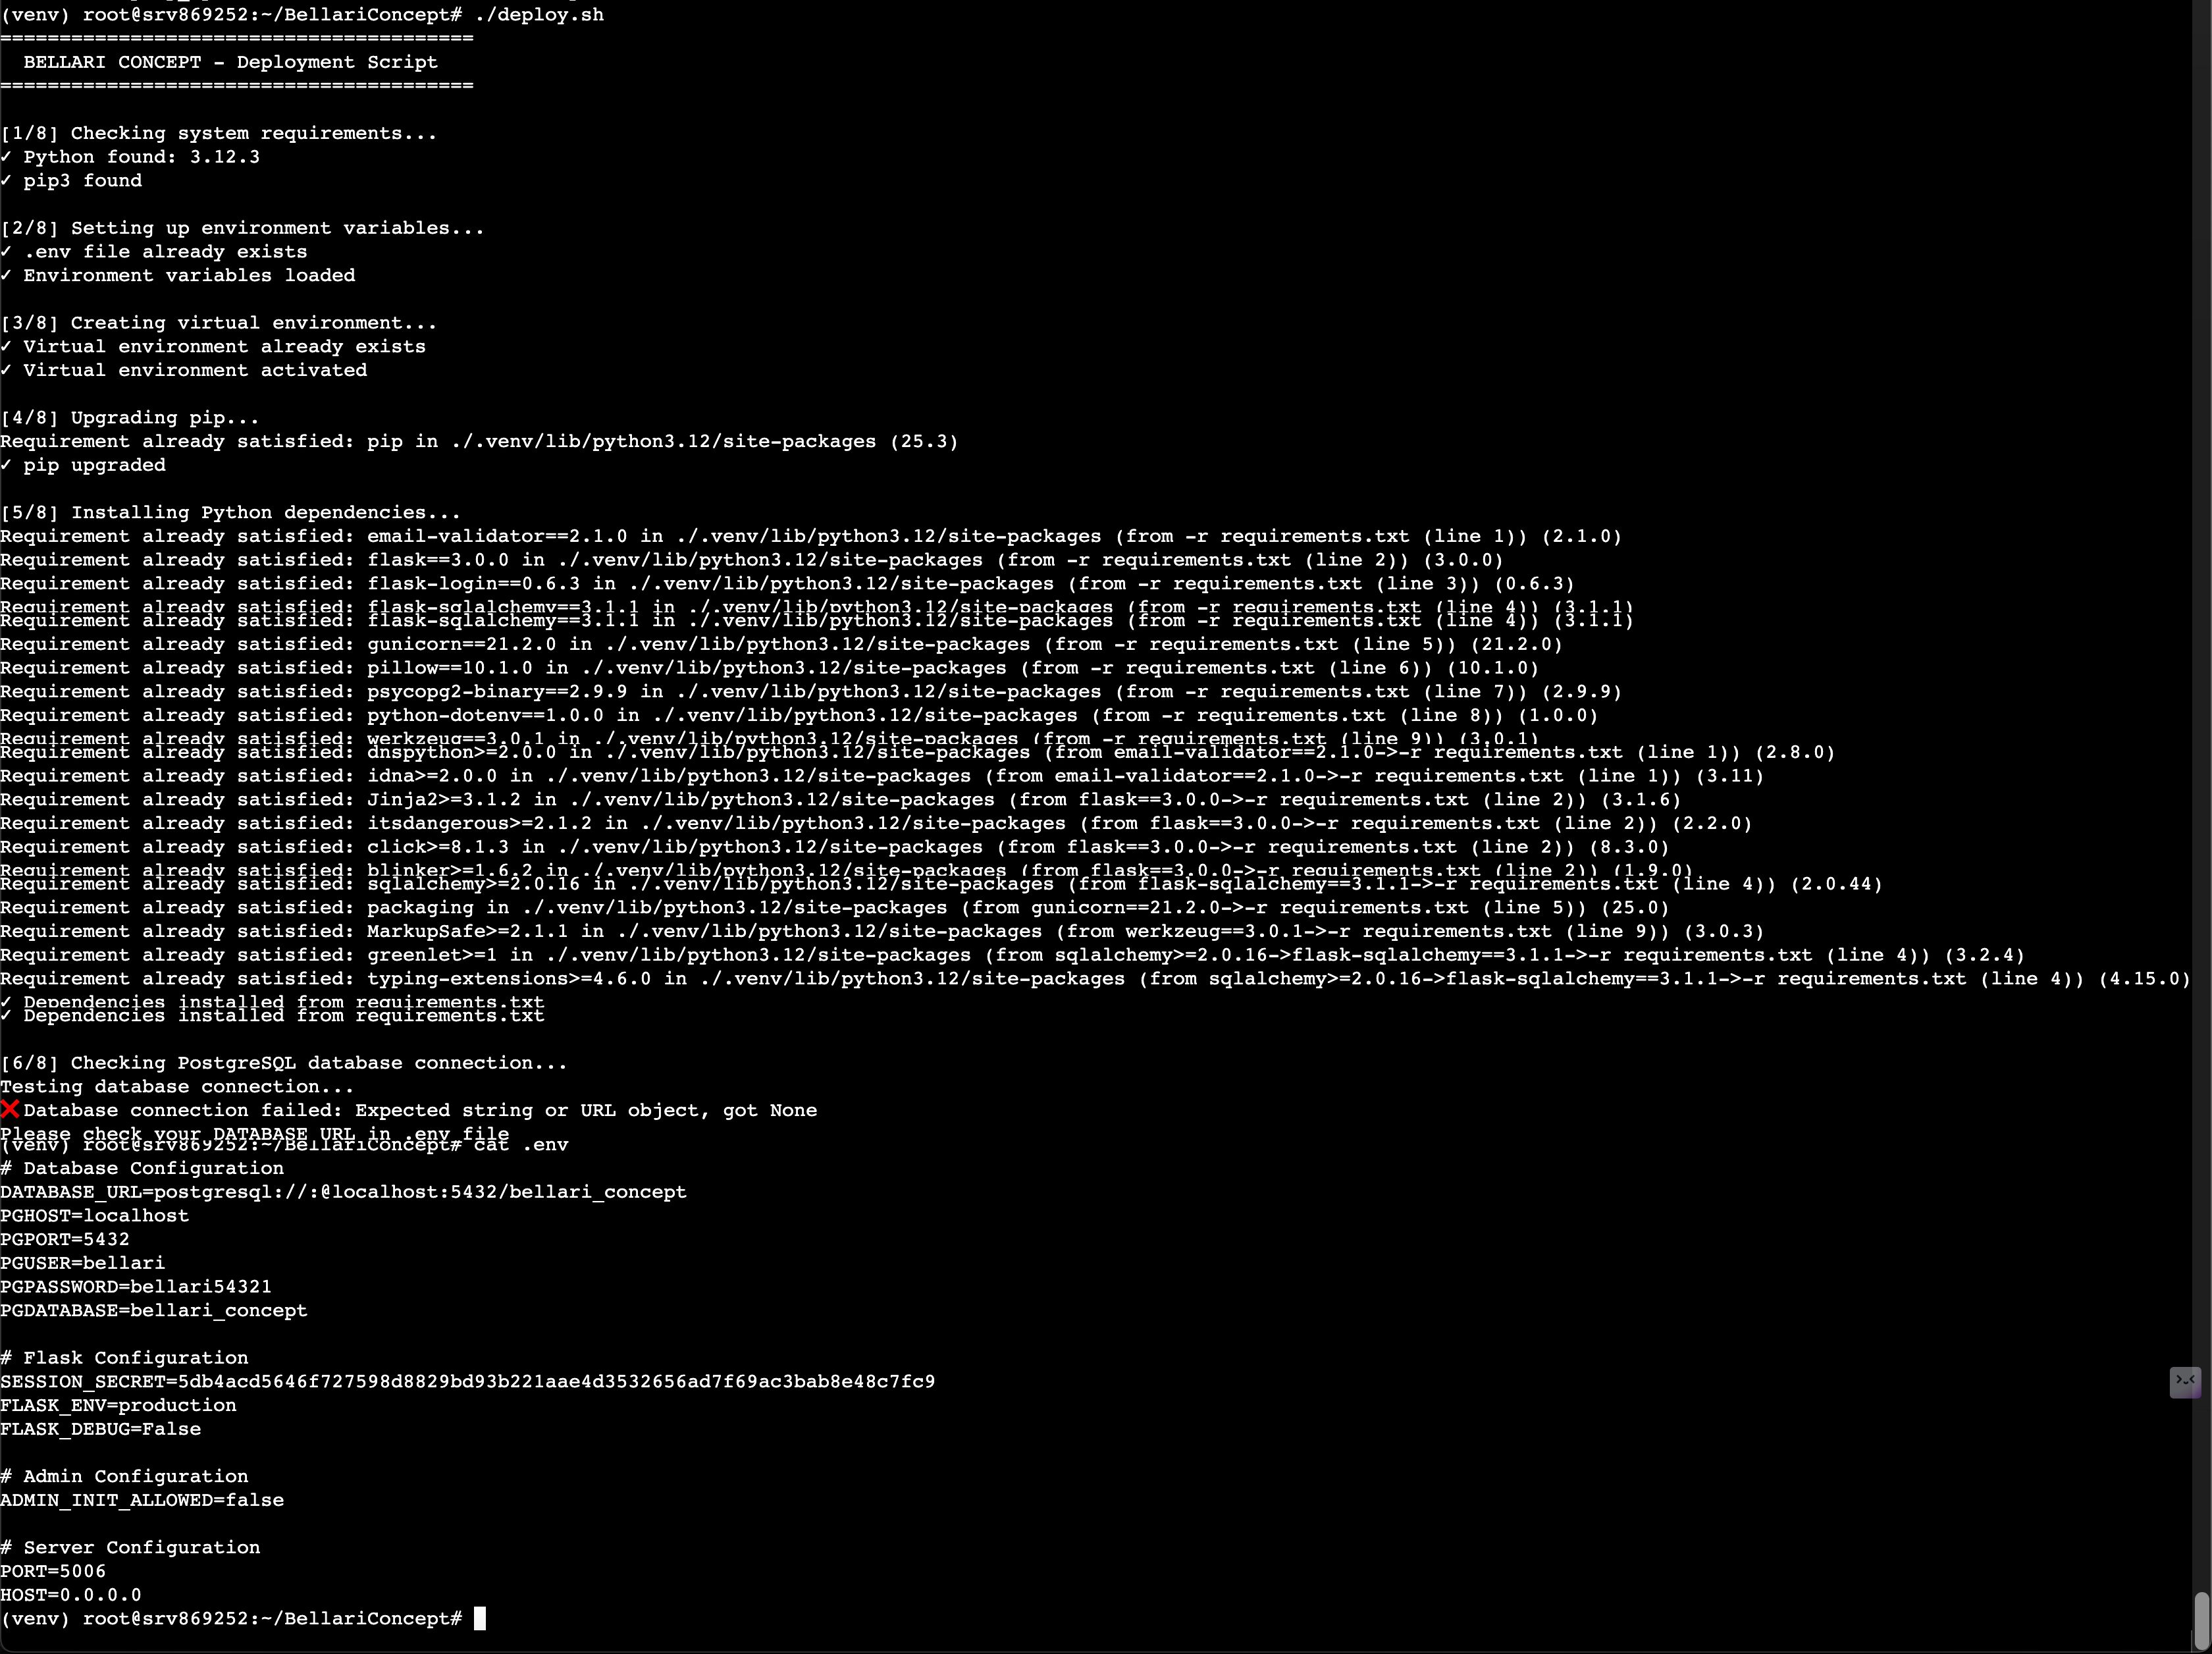 (venv) root@srv869252:~/BellariConcept# ./deploy.sh
========================================
  BELLARI CONCEPT - Deployment Script
========================================

[1/8] Checking system requirements...
✓ Python found: 3.12.3
✓ pip3 found

[2/8] Setting up environment variables...
✓ .env file already exists
✓ Environment variables loaded

[3/8] Creating virtual environment...
✓ Virtual environment already exists
✓ Virtual environment activated

[4/8] Upgrading pip...
Requirement already satisfied: pip in ./.venv/lib/python3.12/site-packages (25.3)
✓ pip upgraded

[5/8] Installing Python dependencies...
Requirement already satisfied: email-validator==2.1.0 in ./.venv/lib/python3.12/site-packages (from -r requirements.txt (line 1)) (2.1.0)
Requirement already satisfied: flask==3.0.0 in ./.venv/lib/python3.12/site-packages (from -r requirements.txt (line 2)) (3.0.0)
Requirement already satisfied: flask-login==0.6.3 in ./.venv/lib/python3.12/site-packages (from -r requirements.txt (line 3)) (0.6.3)
Requirement already satisfied: flask-sqlalchemy==3.1.1 in ./.venv/lib/python3.12/site-packages (from -r requirements.txt (line 4)) (3.1.1)
Requirement already satisfied: flask-sqlalchemy==3.1.1 in ./.venv/lib/python3.12/site-packages (from -r requirements.txt (line 4)) (3.1.1)
Requirement already satisfied: gunicorn==21.2.0 in ./.venv/lib/python3.12/site-packages (from -r requirements.txt (line 5)) (21.2.0)
Requirement already satisfied: pillow==10.1.0 in ./.venv/lib/python3.12/site-packages (from -r requirements.txt (line 6)) (10.1.0)
Requirement already satisfied: psycopg2-binary==2.9.9 in ./.venv/lib/python3.12/site-packages (from -r requirements.txt (line 7)) (2.9.9)
Requirement already satisfied: python-dotenv==1.0.0 in ./.venv/lib/python3.12/site-packages (from -r requirements.txt (line 8)) (1.0.0)
Requirement already satisfied: werkzeug==3.0.1 in ./.venv/lib/python3.12/site-packages (from -r requirements.txt (line 9)) (3.0.1)
Requirement already satisfied: dnspython>=2.0.0 in ./.venv/lib/python3.12/site-packages (from email-validator==2.1.0->-r requirements.txt (line 1)) (2.8.0)
Requirement already satisfied: idna>=2.0.0 in ./.venv/lib/python3.12/site-packages (from email-validator==2.1.0->-r requirements.txt (line 1)) (3.11)
Requirement already satisfied: Jinja2>=3.1.2 in ./.venv/lib/python3.12/site-packages (from flask==3.0.0->-r requirements.txt (line 2)) (3.1.6)
Requirement already satisfied: itsdangerous>=2.1.2 in ./.venv/lib/python3.12/site-packages (from flask==3.0.0->-r requirements.txt (line 2)) (2.2.0)
Requirement already satisfied: click>=8.1.3 in ./.venv/lib/python3.12/site-packages (from flask==3.0.0->-r requirements.txt (line 2)) (8.3.0)
Requirement already satisfied: blinker>=1.6.2 in ./.venv/lib/python3.12/site-packages (from flask==3.0.0->-r requirements.txt (line 2)) (1.9.0)
Requirement already satisfied: sqlalchemy>=2.0.16 in ./.venv/lib/python3.12/site-packages (from flask-sqlalchemy==3.1.1->-r requirements.txt (line 4)) (2.0.44)
Requirement already satisfied: packaging in ./.venv/lib/python3.12/site-packages (from gunicorn==21.2.0->-r requirements.txt (line 5)) (25.0)
Requirement already satisfied: MarkupSafe>=2.1.1 in ./.venv/lib/python3.12/site-packages (from werkzeug==3.0.1->-r requirements.txt (line 9)) (3.0.3)
Requirement already satisfied: greenlet>=1 in ./.venv/lib/python3.12/site-packages (from sqlalchemy>=2.0.16->flask-sqlalchemy==3.1.1->-r requirements.txt (line 4)) (3.2.4)
Requirement already satisfied: typing-extensions>=4.6.0 in ./.venv/lib/python3.12/site-packages (from sqlalchemy>=2.0.16->flask-sqlalchemy==3.1.1->-r requirements.txt (line 4)) (4.15.0)
✓ Dependencies installed from requirements.txt
✓ Dependencies installed from requirements.txt

[6/8] Checking PostgreSQL database connection...
Testing database connection...
❌ Database connection failed: Expected string or URL object, got None
Please check your DATABASE_URL in .env file
(venv) root@srv869252:~/BellariConcept# cat .env
# Database Configuration
DATABASE_URL=postgresql://:@localhost:5432/bellari_concept
PGHOST=localhost
PGPORT=5432
PGUSER=bellari
PGPASSWORD=bellari54321
PGDATABASE=bellari_concept

# Flask Configuration
SESSION_SECRET=5db4acd5646f727598d8829bd93b221aae4d3532656ad7f69ac3bab8e48c7fc9
FLASK_ENV=production
FLASK_DEBUG=False

# Admin Configuration
ADMIN_INIT_ALLOWED=false

# Server Configuration
PORT=5006
HOST=0.0.0.0
(venv) root@srv869252:~/BellariConcept#